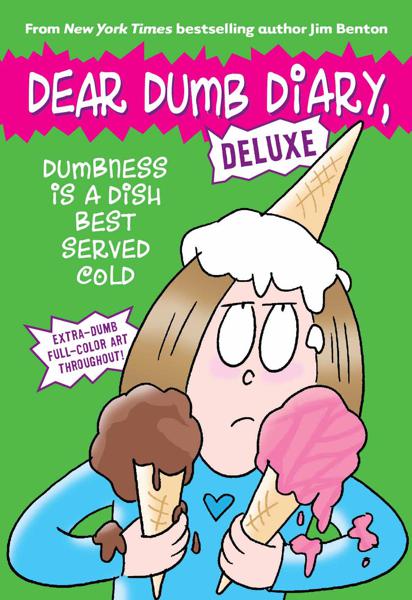 From New York Times bestselling author Jim Benton
DEAR DUMB DIARY,
DELUXE
DUMBNESS
IS A DISH
BEST
SERVED
COLD
EXTRA-DUMB
FULL-COLOR ART
THROUGHOUT!